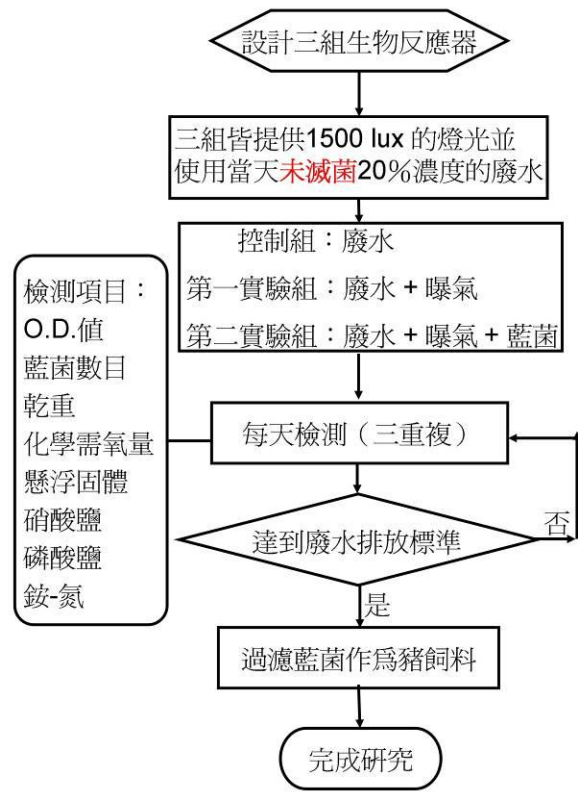 設計三組生物反應器
三組皆提供1500 lux 的燈光並
使用當天未滅菌20%濃度的廢水
控制組：廢水
第一實驗組：廢水 + 曝氣
第二實驗組：廢水 + 曝氣 + 藍菌
檢測項目：
O.D.值
藍菌數目
乾重
化學需氧量
懸浮固體
硝酸鹽
磷酸鹽
銨-氮
每天檢測（三重複）
達到廢水排放標準
否
是
過濾藍菌作為豬飼料
完成研究